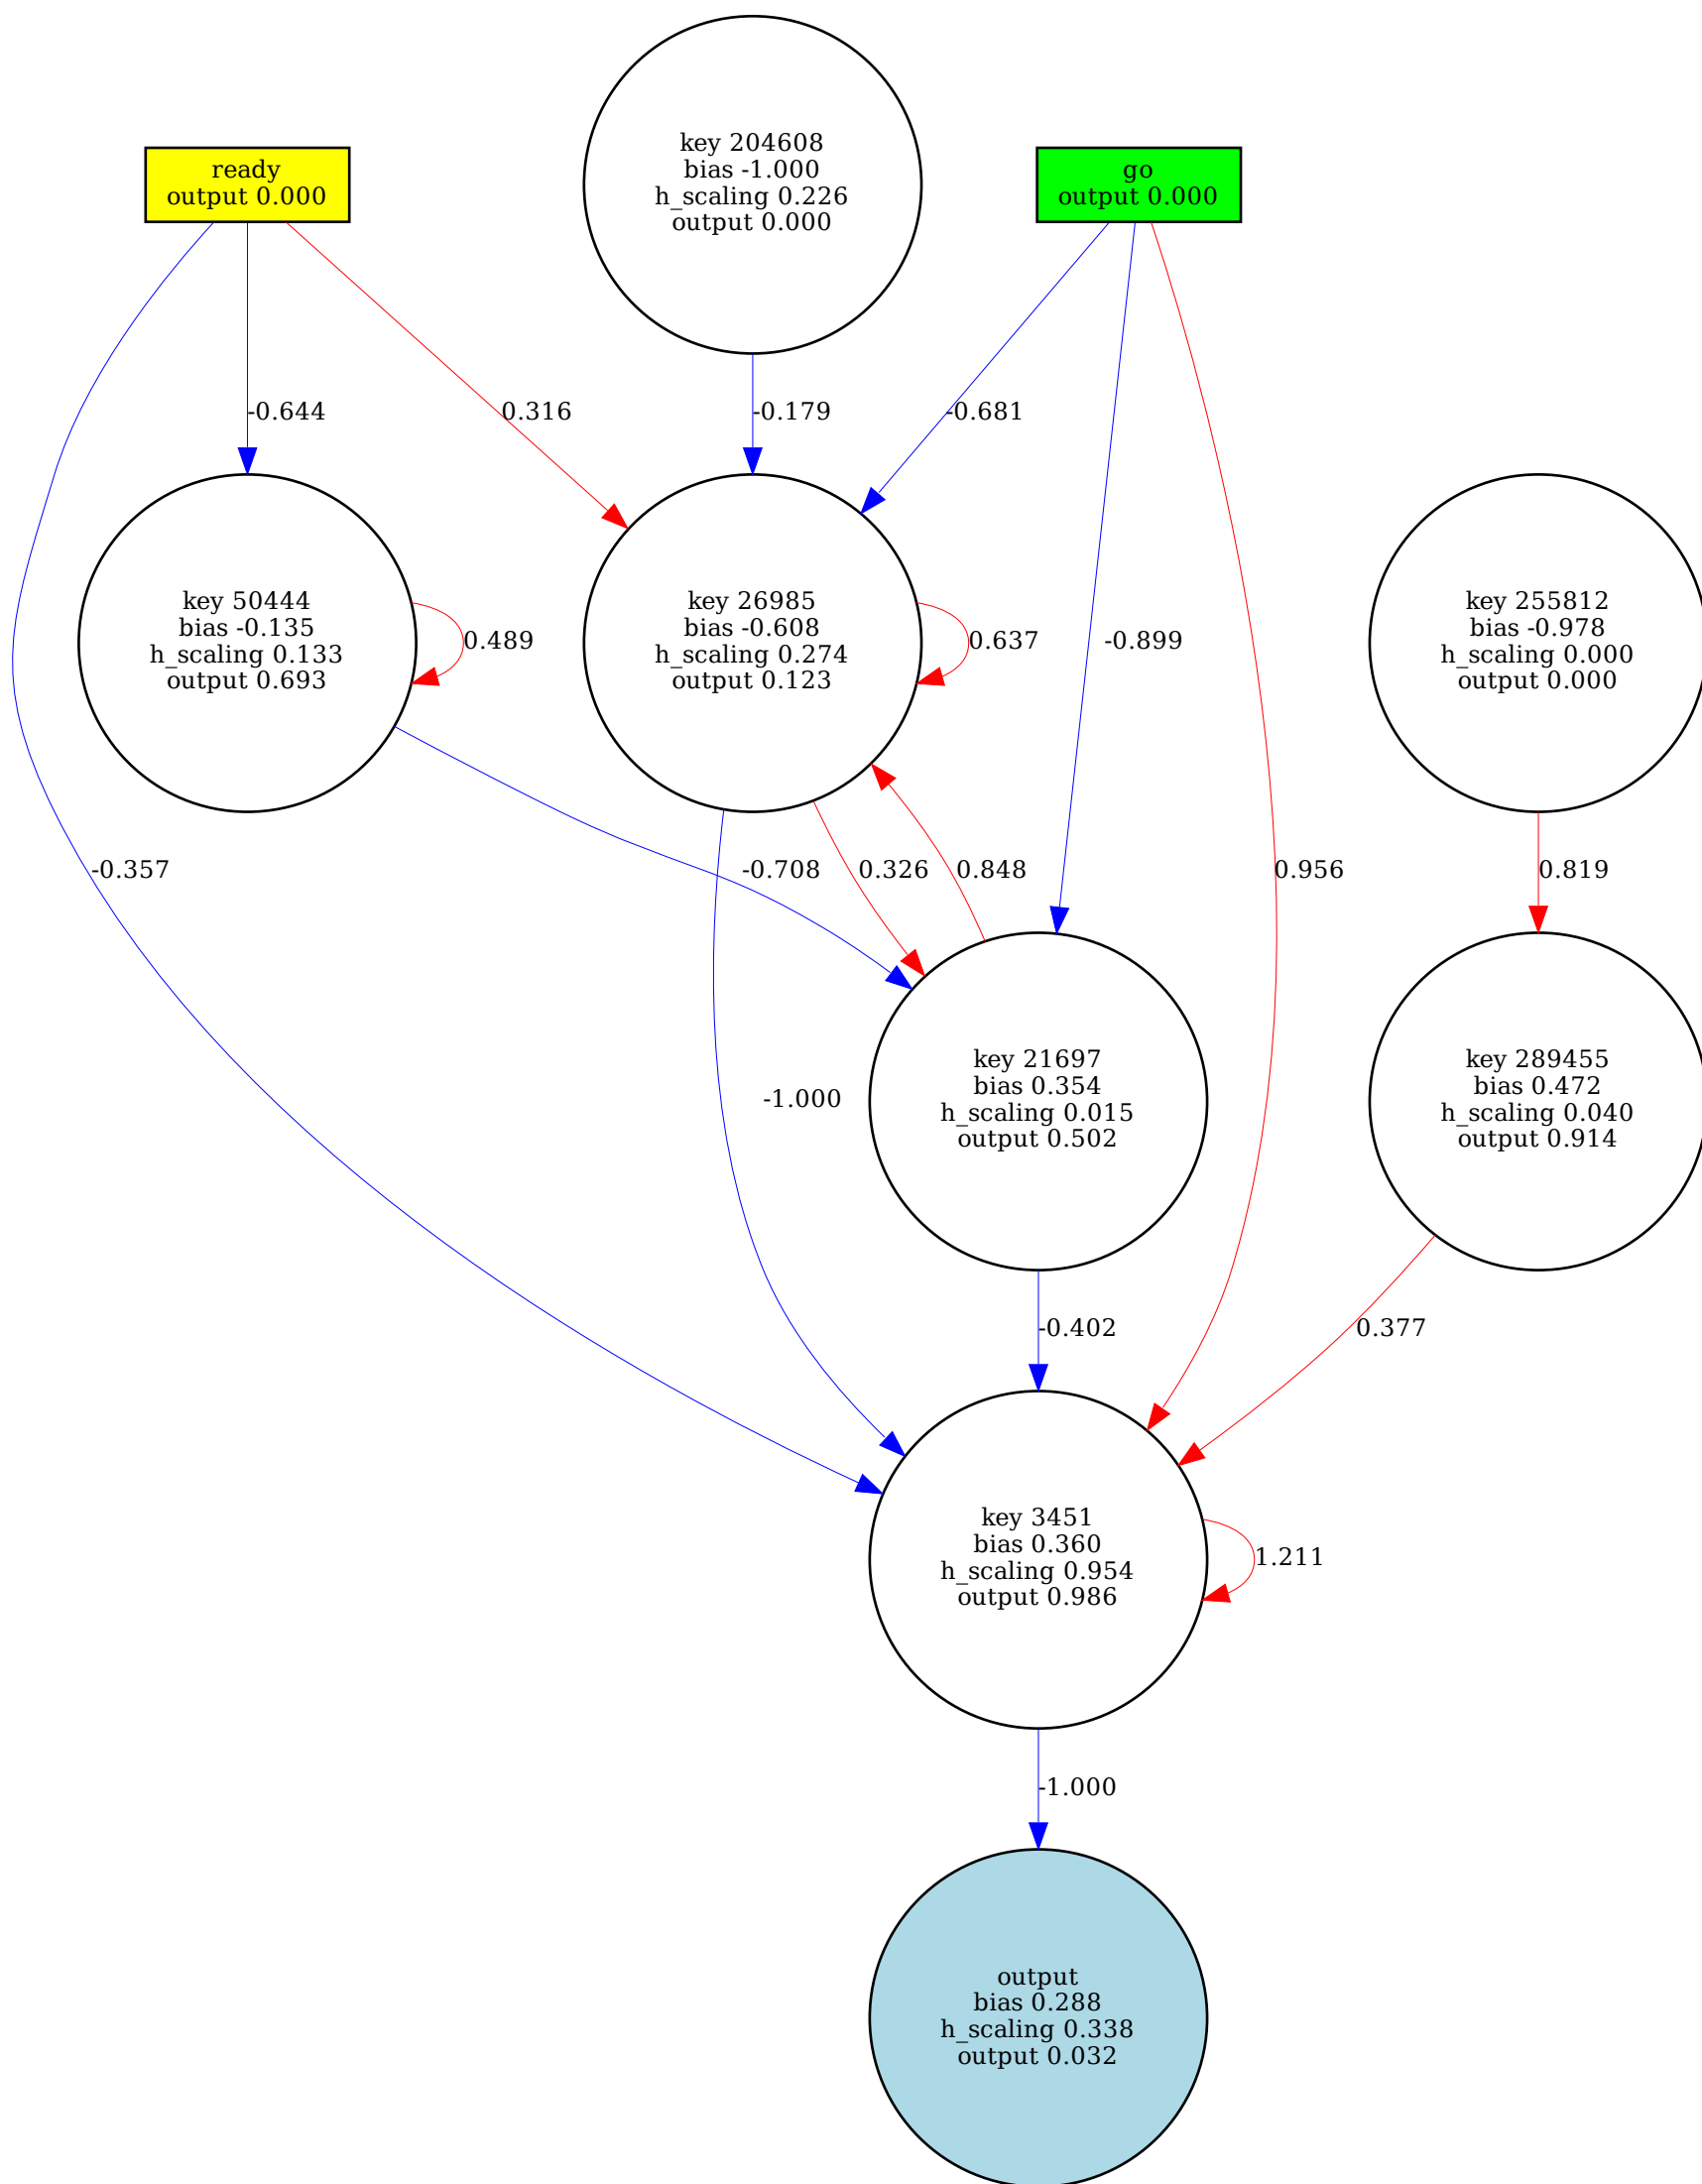 key 204608
bias -1.000
h_scaling 0.226
output 0.000
ready
output 0.000
go
output 0.000
-0.644
0.316
-0.179
-0.681
key 50444
bias -0.135
h_scaling 0.133
output 0.693
0.489
key 26985
bias -0.608
h_scaling 0.274
output 0.123
0.637
-0.899
key 255812
bias -0.978
h_scaling 0.000
output 0.000
-0.357
-0.708
0.326
0.848
0.956
0.819
-1.000
key 21697
bias 0.354
h_scaling 0.015
output 0.502
key 289455
bias 0.472
h_scaling 0.040
output 0.914
-0.402
0.377
key 3451
bias 0.360
h_scaling 0.954
output 0.986
1.211
-1.000
output
bias 0.288
h_scaling 0.338
output 0.032